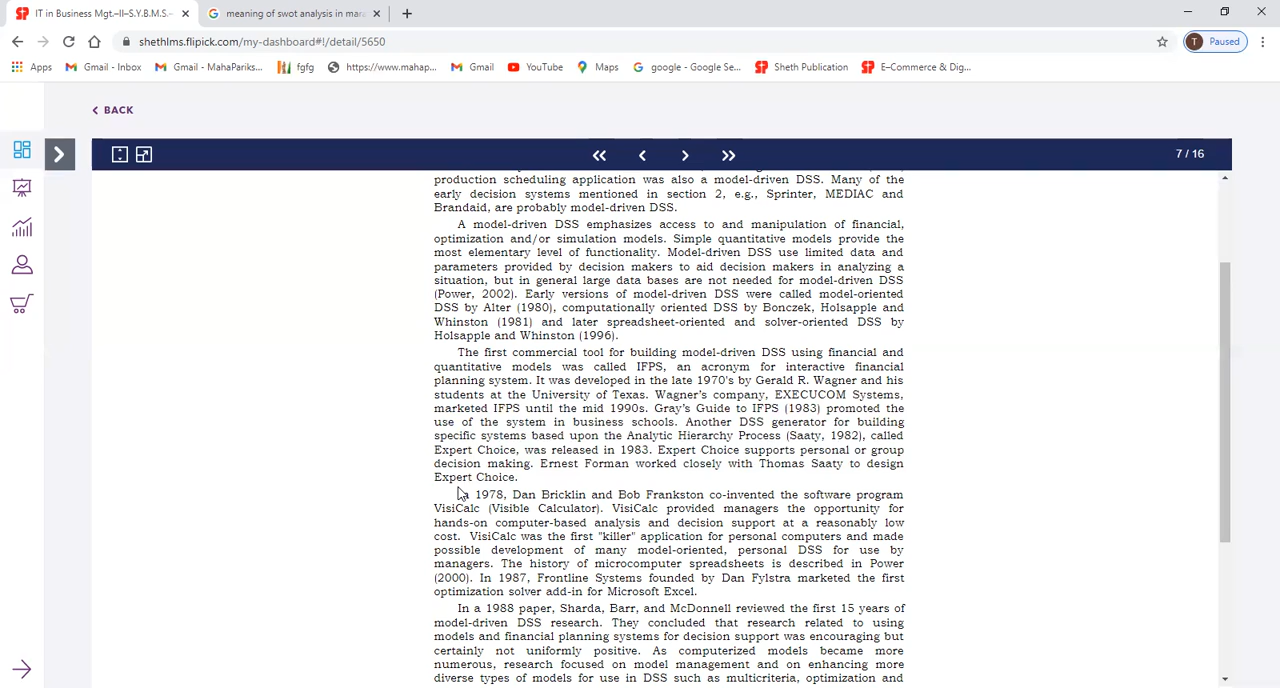 IT in Business Mgt.–II–S.Y.B.M.S.-
meaning of swot analysis in mar
shethlms.flipick.com/my-dashboard#!/detail/5650
T Paused
Apps
Gmail - Inbox
Gmail - MahaPariks...
fgfg
https://www.mahap...
Gmail
YouTube
Maps
google - Google Se...
Sheth Publication
E–Commerce & Dig...
BACK
7 / 16
production scheduling application was also a model-driven DSS. Many of the
early decision systems mentioned in section 2, e.g., Sprinter, MEDIAC and
Brandaid, are probably model-driven DSS.
A model-driven DSS emphasizes access to and manipulation of financial,
optimization and/or simulation models. Simple quantitative models provide the
most elementary level of functionality. Model-driven DSS use limited data and
parameters provided by decision makers to aid decision makers in analyzing a
situation, but in general large data bases are not needed for model-driven DSS
(Power, 2002). Early versions of model-driven DSS were called model-oriented
DSS by Alter (1980), computationally oriented DSS by Bonczek, Holsapple and
Whinston (1981) and later spreadsheet-oriented and solver-oriented DSS by
Holsapple and Whinston (1996).
The first commercial tool for building model-driven DSS using financial and
quantitative models was called IFPS, an acronym for interactive financial
planning system. It was developed in the late 1970's by Gerald R. Wagner and his
students at the University of Texas. Wagner's company, EXECUCOM Systems,
marketed IFPS until the mid 1990s. Gray's Guide to IFPS (1983) promoted the
use of the system in business schools. Another DSS generator for building
specific systems based upon the Analytic Hierarchy Process (Saaty, 1982), called
Expert Choice, was released in 1983. Expert Choice supports personal or group
decision making. Ernest Forman worked closely with Thomas Saaty to design
Expert Choice.
1978, Dan Bricklin and Bob Frankston co-invented the software program
VisiCalc (Visible Calculator). VisiCalc provided managers the opportunity for
hands-on computer-based analysis and decision support at a reasonably low
cost. VisiCalc was the first "killer" application for personal computers and made
possible development of many model-oriented, personal DSS for use by
managers. The history of microcomputer spreadsheets is described in Power
(2000). In 1987, Frontline Systems founded by Dan Fylstra marketed the first
optimization solver add-in for Microsoft Excel.
In a 1988 paper, Sharda, Barr, and McDonnell reviewed the first 15 years of
model-driven DSS research. They concluded that research related to using
models and financial planning systems for decision support was encouraging but
certainly not uniformly positive. As computerized models became more
numerous, research focused on model management and on enhancing more
diverse types of models for use in DSS such as multicriteria, optimization and